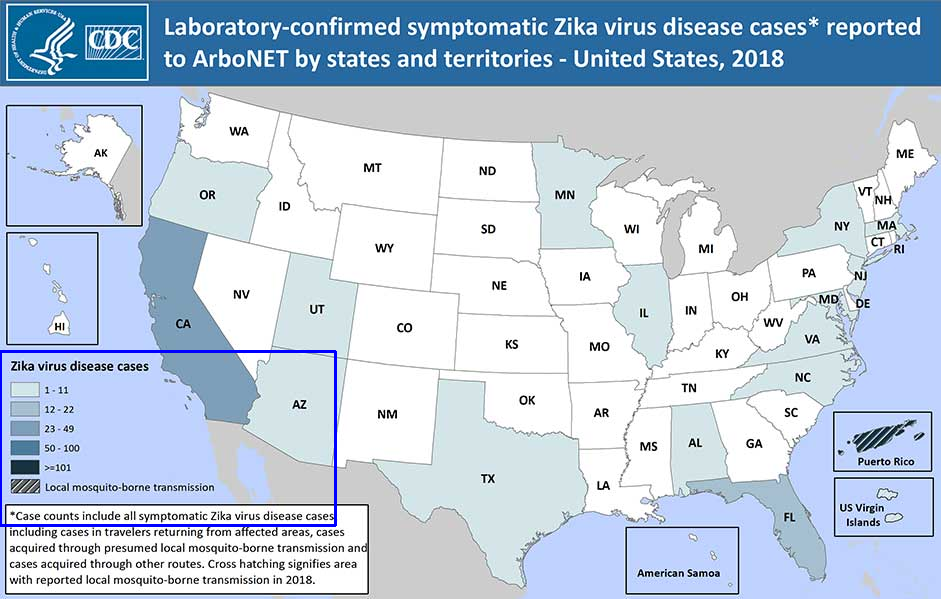 Laboratory-confirmed symptomatic Zika virus disease cases* reported
to ArboNET by states and territories - United States, 2018
DEPARTMENT OF HEALTH & HUMAN SERVICES USA
CDC
AK
HI
WA
OR
CA
ID
NV
MT
WY
UT
AZ
CO
NM
ND
SD
NE
KS
OK
TX
MN
IA
MO
AR
LA
WI
IL
MI
IN
OH
KY
TN
MS
AL
GA
FL
SC
NC
VA
WV
PA
NY
VT
NH
ME
MA
CT
RI
NJ
MD
DE
Zika virus disease cases
1 - 11
12 - 22
23 - 49
50 - 100
>=101
Local mosquito-borne transmission
*Case counts include all symptomatic Zika virus disease cases
including cases in travelers returning from affected areas, cases
acquired through presumed local mosquito-borne transmission and
cases acquired through other routes. Cross hatching signifies area
with reported local mosquito-borne transmission in 2018.
Puerto Rico
US Virgin
Islands
American Samoa